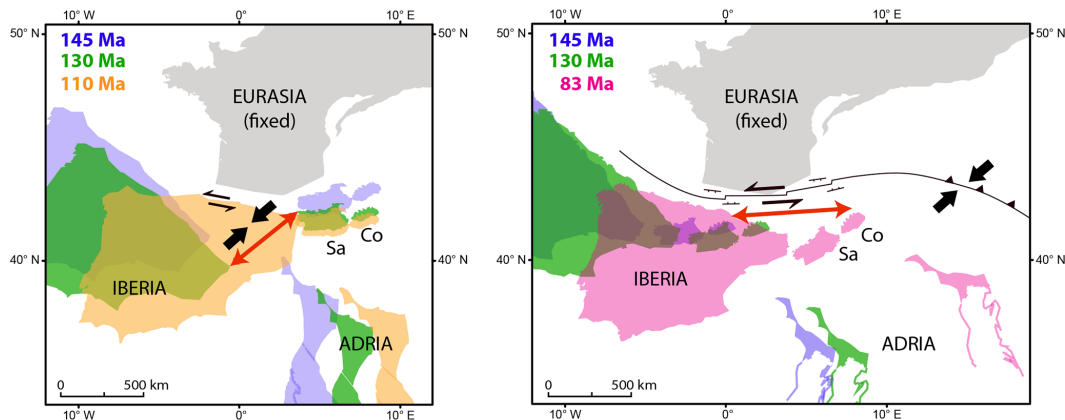 10° W
0°
10° E
50° N
145 Ma
130 Ma
110 Ma
EURASIA
(fixed)
Co
Sa
40° N
IBERIA
ADRIA
0
500 km
10° W
0°
10° E
10° W
0°
10° E
50° N
145 Ma
130 Ma
83 Ma
EURASIA
(fixed)
Co
Sa
40° N
IBERIA
ADRIA
0
500 km
10° W
0°
10° E
50° N
40° N